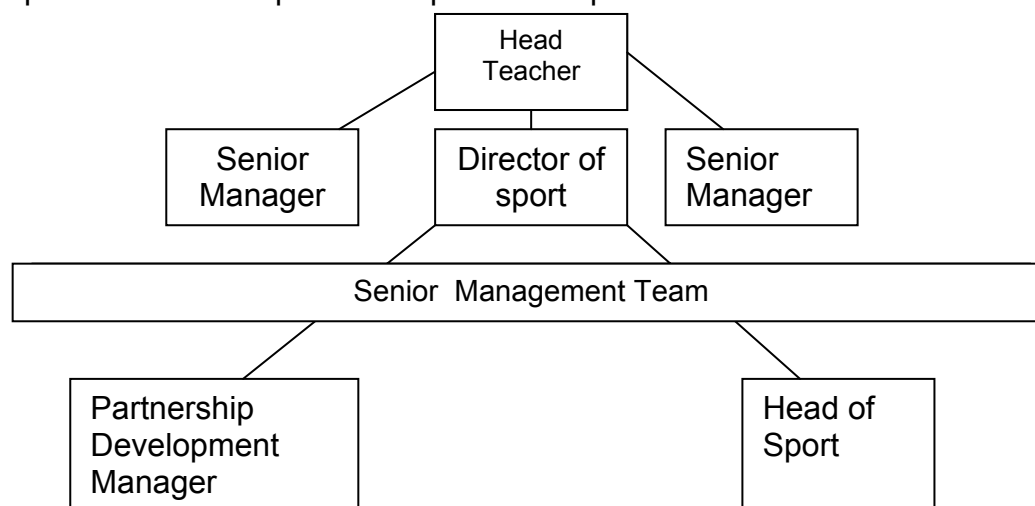 Head
Teacher
Senior
Manager
Director of
sport
Senior
Manager
Senior Management Team
Partnership
Development
Manager
Head of
Sport